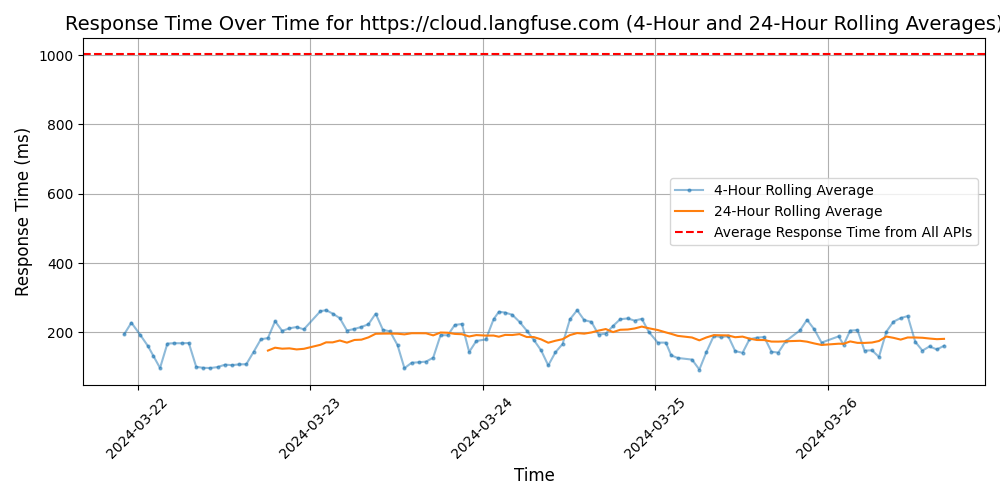 Response Time Over Time for https://cloud.langfuse.com (4-Hour and 24-Hour Rolling Averages)
Response Time (ms)
1000
800
600
400
200
4-Hour Rolling Average
24-Hour Rolling Average
Average Response Time from All APIs
2024-03-22
2024-03-23
2024-03-24
2024-03-25
2024-03-26
Time